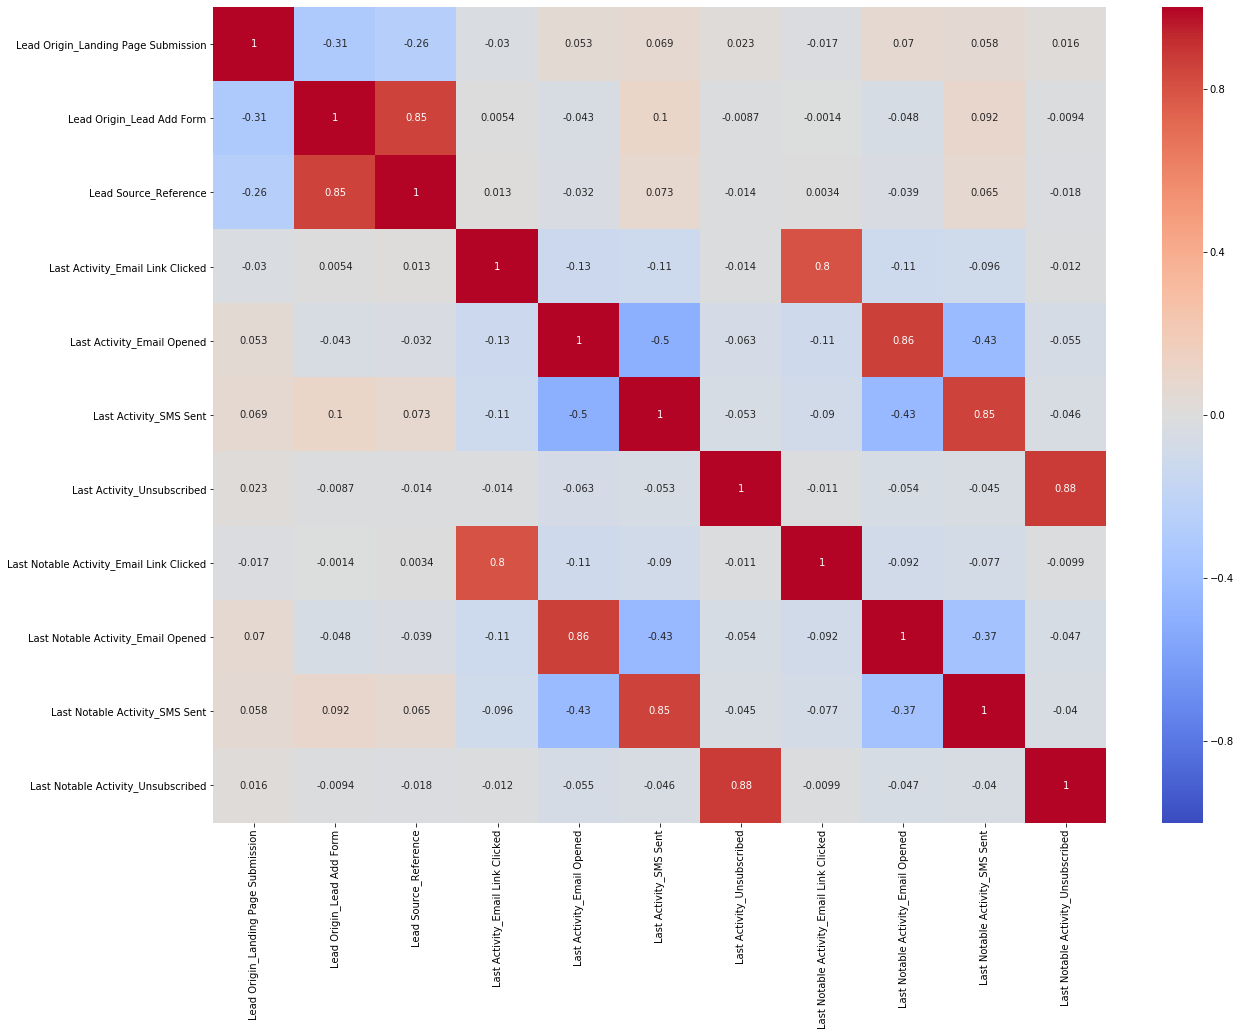 Lead Origin_Landing Page Submission 1 -0.31 -0.26 -0.03 0.053 0.069 0.023 -0.017 0.07 0.058 0.016
Lead Origin_Lead Add Form -0.31 1 0.85 0.0054 -0.043 0.1 -0.0087 -0.0014 -0.048 0.092 -0.0094
Lead Source_Reference -0.26 0.85 1 0.013 -0.032 0.073 -0.014 0.0034 -0.039 0.065 -0.018
Last Activity_Email Link Clicked -0.03 0.0054 0.013 1 -0.13 -0.11 -0.014 0.8 -0.11 -0.096 -0.012
Last Activity_Email Opened 0.053 -0.043 -0.032 -0.13 1 -0.5 -0.063 -0.11 0.86 -0.43 -0.055
Last Activity_SMS Sent 0.069 0.1 0.073 -0.11 -0.5 1 -0.053 -0.09 -0.43 0.85 -0.046
Last Activity_Unsubscribed 0.023 -0.0087 -0.014 -0.014 -0.063 -0.053 1 -0.011 -0.054 -0.045 0.88
Last Notable Activity_Email Link Clicked -0.017 -0.0014 0.0034 0.8 -0.11 -0.09 -0.011 1 -0.092 -0.077 -0.0099
Last Notable Activity_Email Opened 0.07 -0.048 -0.039 -0.11 0.86 -0.43 -0.054 -0.092 1 -0.37 -0.047
Last Notable Activity_SMS Sent 0.058 0.092 0.065 -0.096 -0.43 0.85 -0.045 -0.077 -0.37 1 -0.04
Last Notable Activity_Unsubscribed 0.016 -0.0094 -0.018 -0.012 -0.055 -0.046 0.88 -0.0099 -0.047 -0.04 1
Lead Origin_Landing Page Submission
Lead Origin_Lead Add Form
Lead Source_Reference
Last Activity_Email Link Clicked
Last Activity_Email Opened
Last Activity_SMS Sent
Last Activity_Unsubscribed
Last Notable Activity_Email Link Clicked
Last Notable Activity_Email Opened
Last Notable Activity_SMS Sent
Last Notable Activity_Unsubscribed
0.8
0.4
0.0
−0.4
−0.8